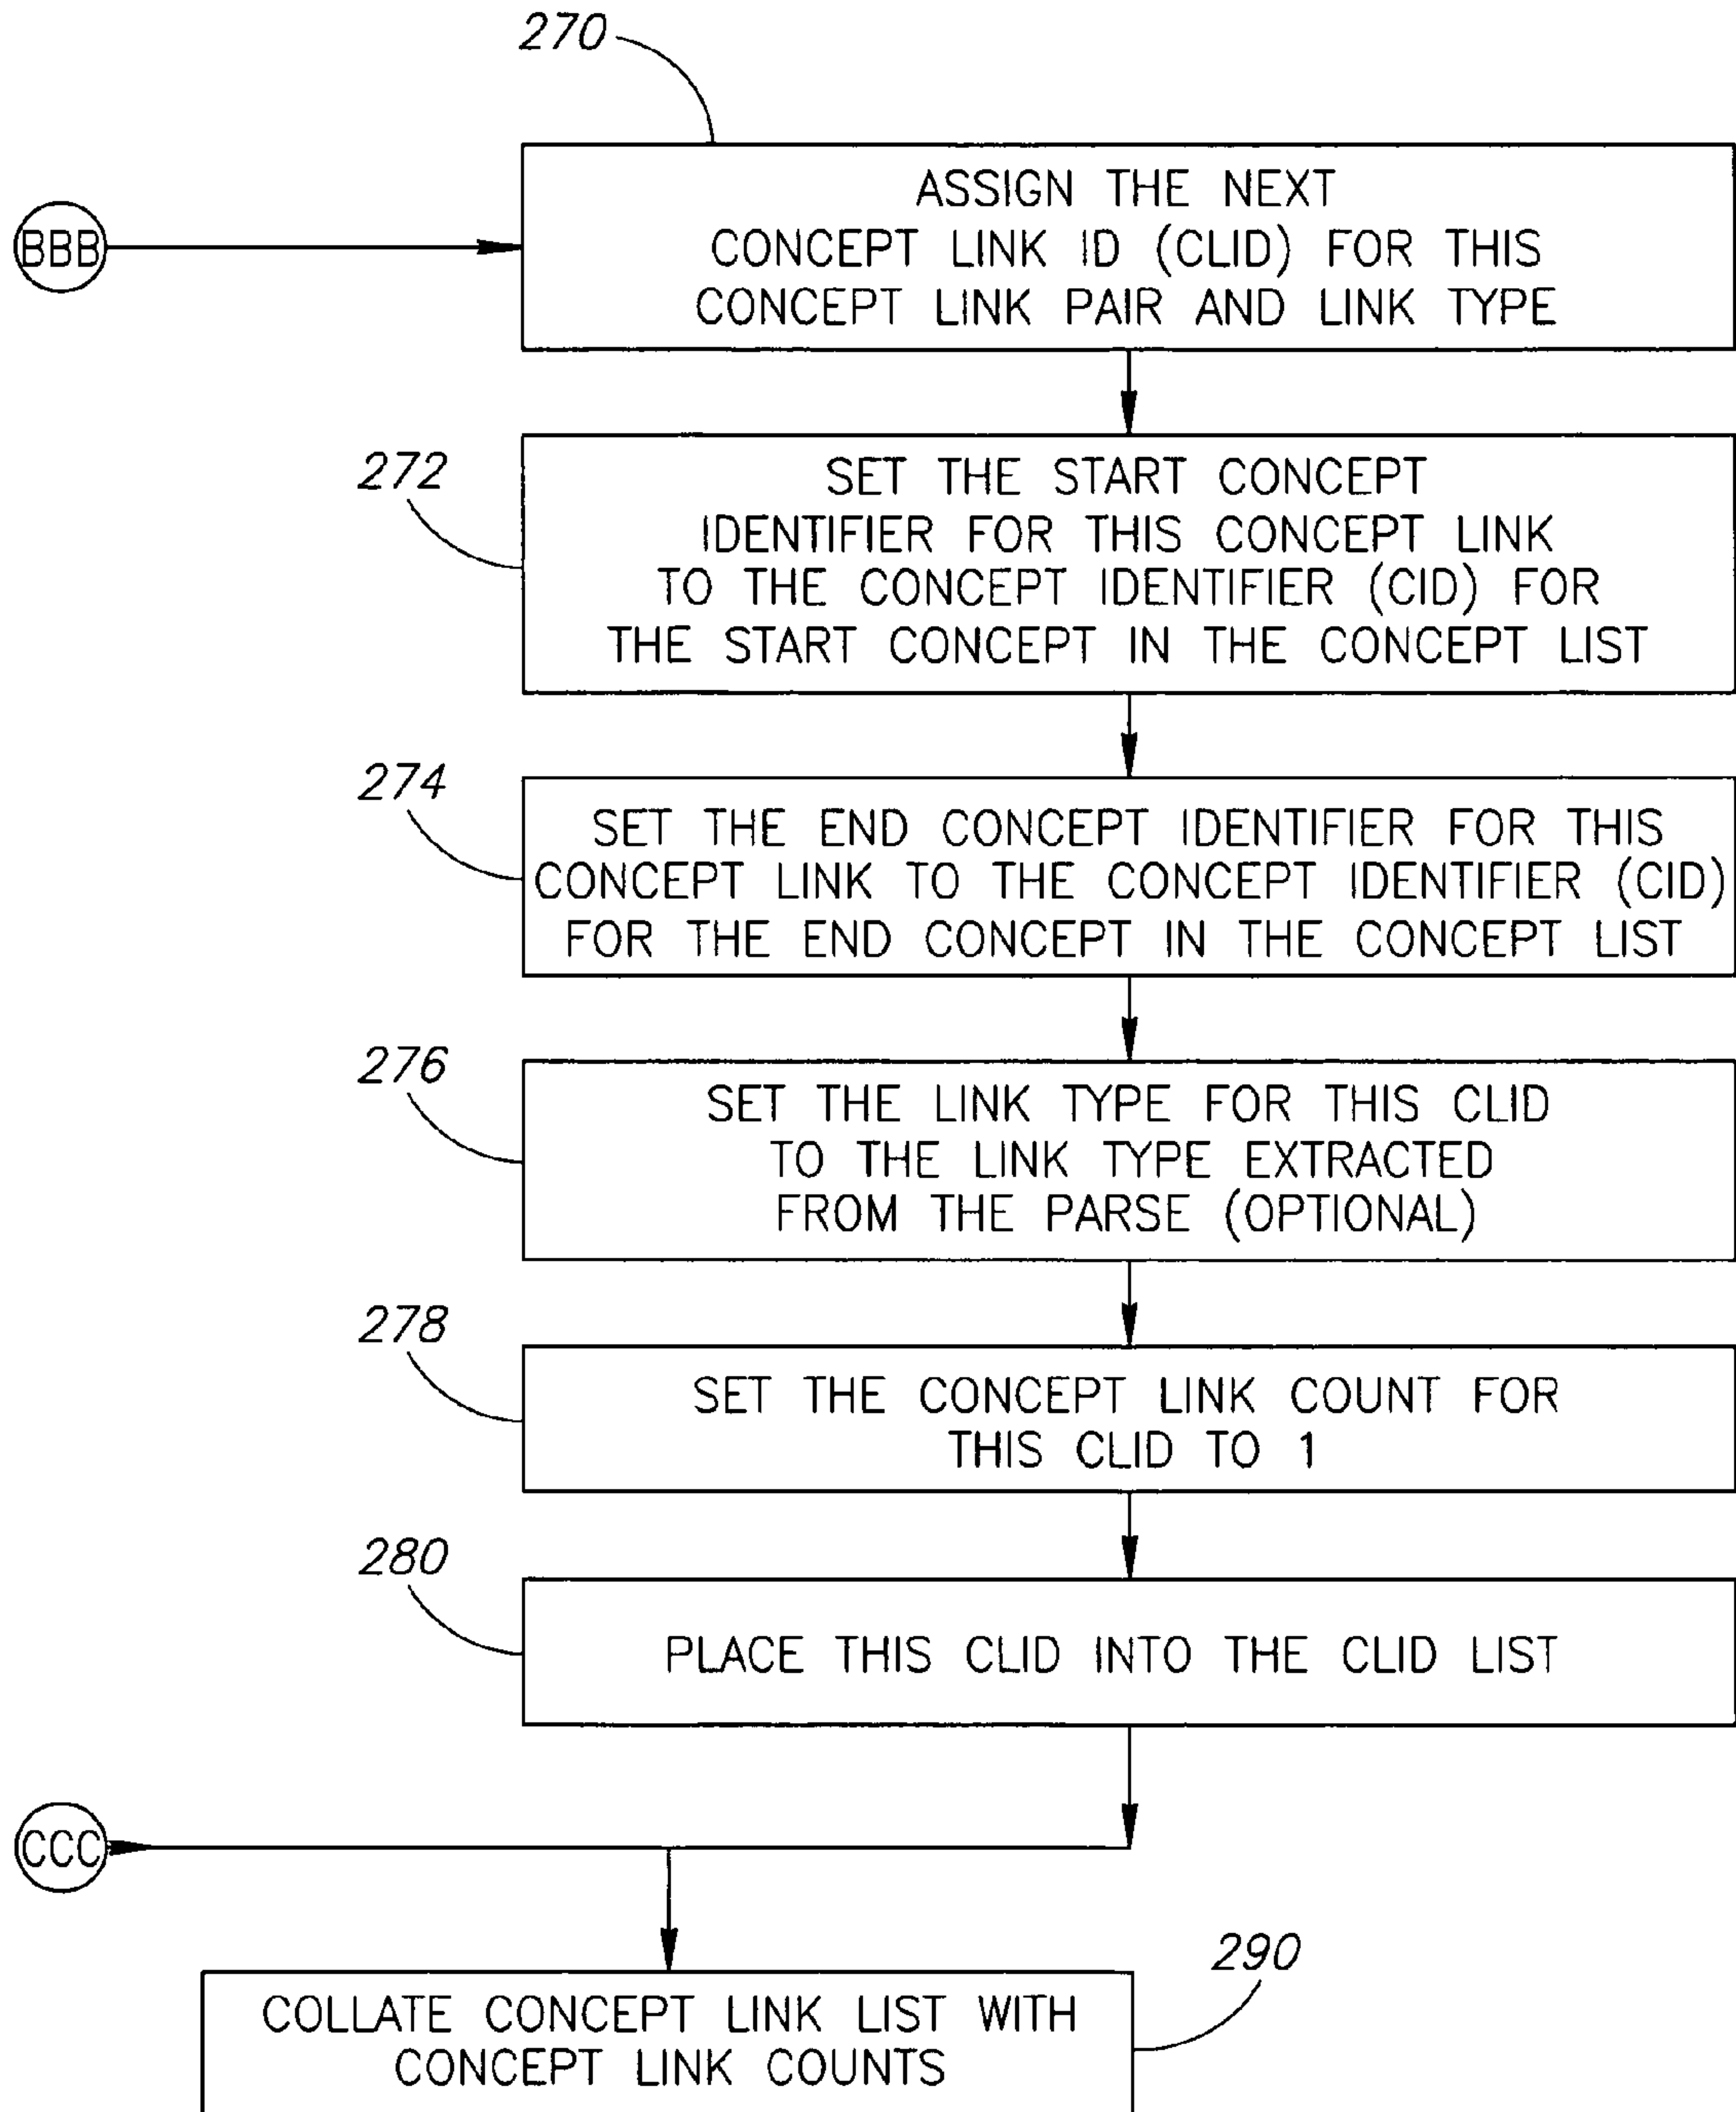 270
BBB
ASSIGN THE NEXT
CONCEPT LINK ID (CLID) FOR THIS
CONCEPT LINK PAIR AND LINK TYPE
272
SET THE START CONCEPT
IDENTIFIER FOR THIS CONCEPT LINK
TO THE CONCEPT IDENTIFIER (CID) FOR
THE START CONCEPT IN THE CONCEPT LIST
274
SET THE END CONCEPT IDENTIFIER FOR THIS
CONCEPT LINK TO THE CONCEPT IDENTIFIER (CID)
FOR THE END CONCEPT IN THE CONCEPT LIST
276
SET THE LINK TYPE FOR THIS CLID
TO THE LINK TYPE EXTRACTED
FROM THE PARSE (OPTIONAL)
278
SET THE CONCEPT LINK COUNT FOR
THIS CLID TO 1
280
PLACE THIS CLID INTO THE CLID LIST
CCC
290
COLLATE CONCEPT LINK LIST WITH
CONCEPT LINK COUNTS